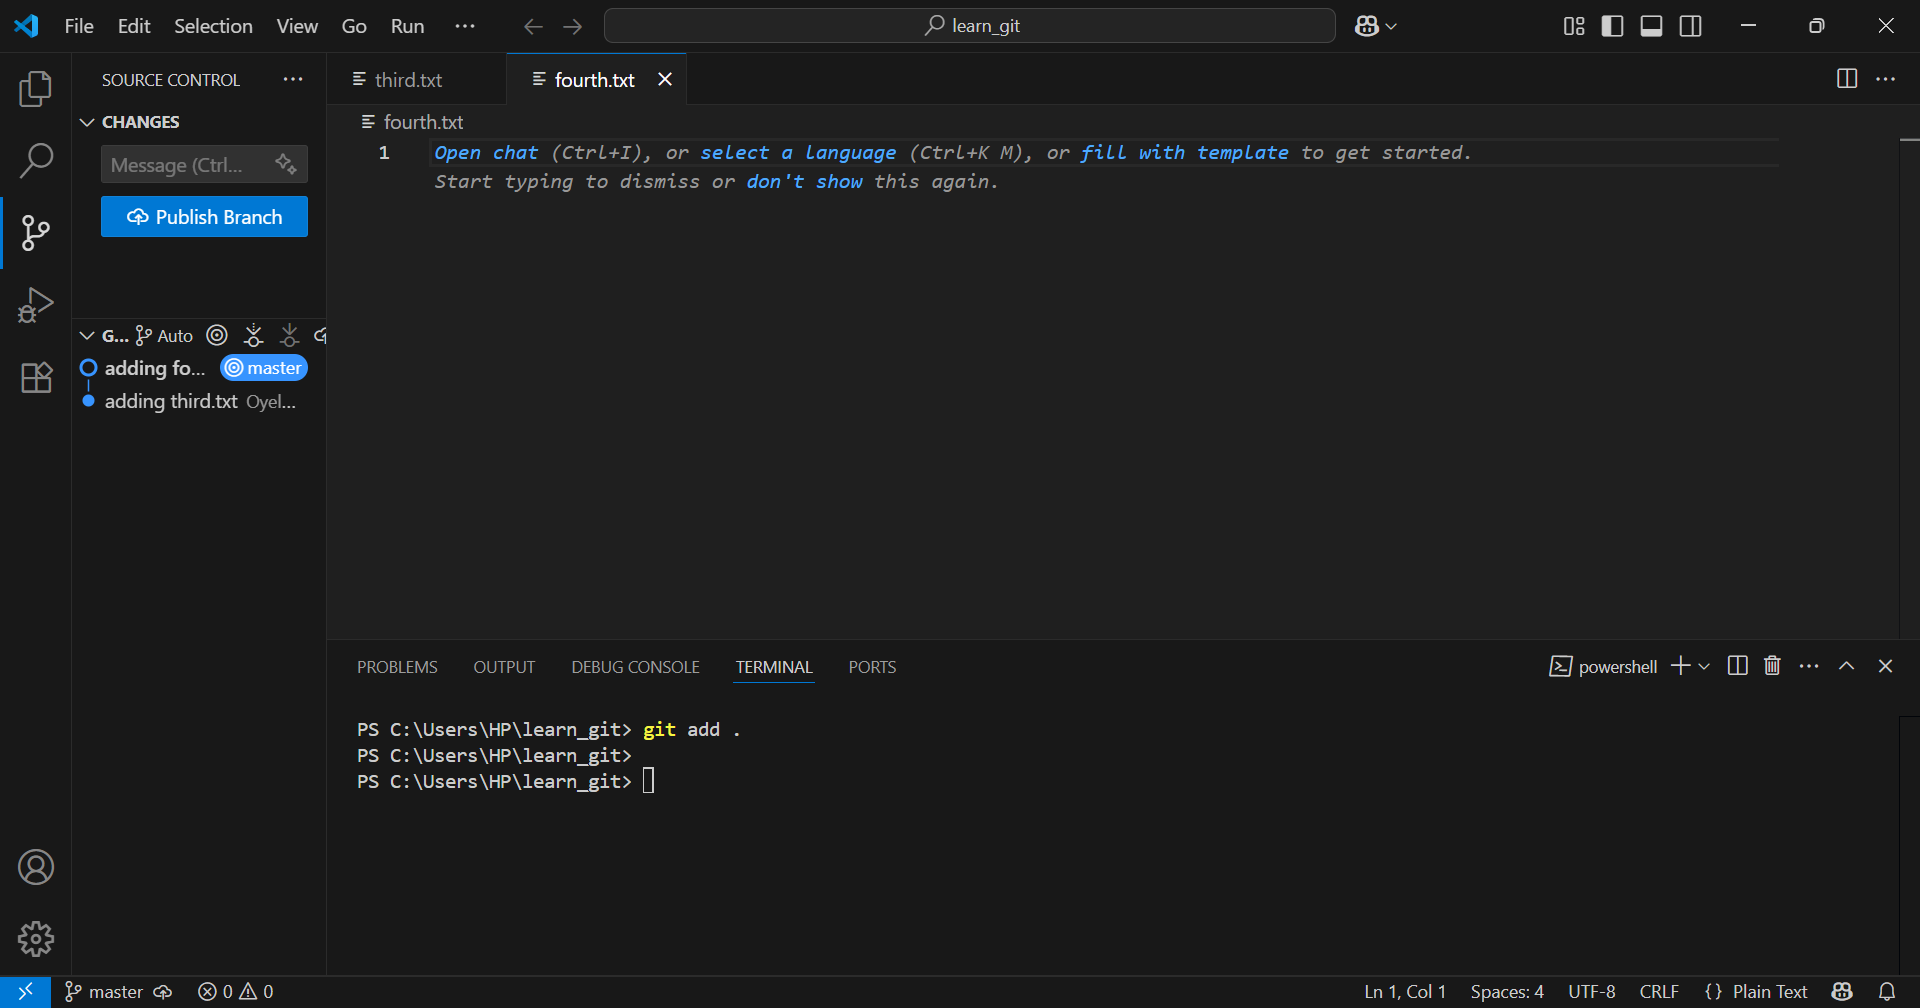 File Edit Selection View Go Run ··· learn_git
SOURCE CONTROL ···
third.txt
fourth.txt
CHANGES
fourth.txt
Message (Ctrl...
1 Open chat (Ctrl+I), or select a language (Ctrl+K M), or fill with template to get started.
Start typing to dismiss or don't show this again.
Publish Branch
G... Auto
adding fo... master
adding third.txt Oyel...
PROBLEMS OUTPUT DEBUG CONSOLE TERMINAL PORTS powershell
PS C:\Users\HP\learn_git> git add .
PS C:\Users\HP\learn_git>
PS C:\Users\HP\learn_git>
master 0 0 Ln 1, Col 1 Spaces: 4 UTF-8 CRLF {} Plain Text